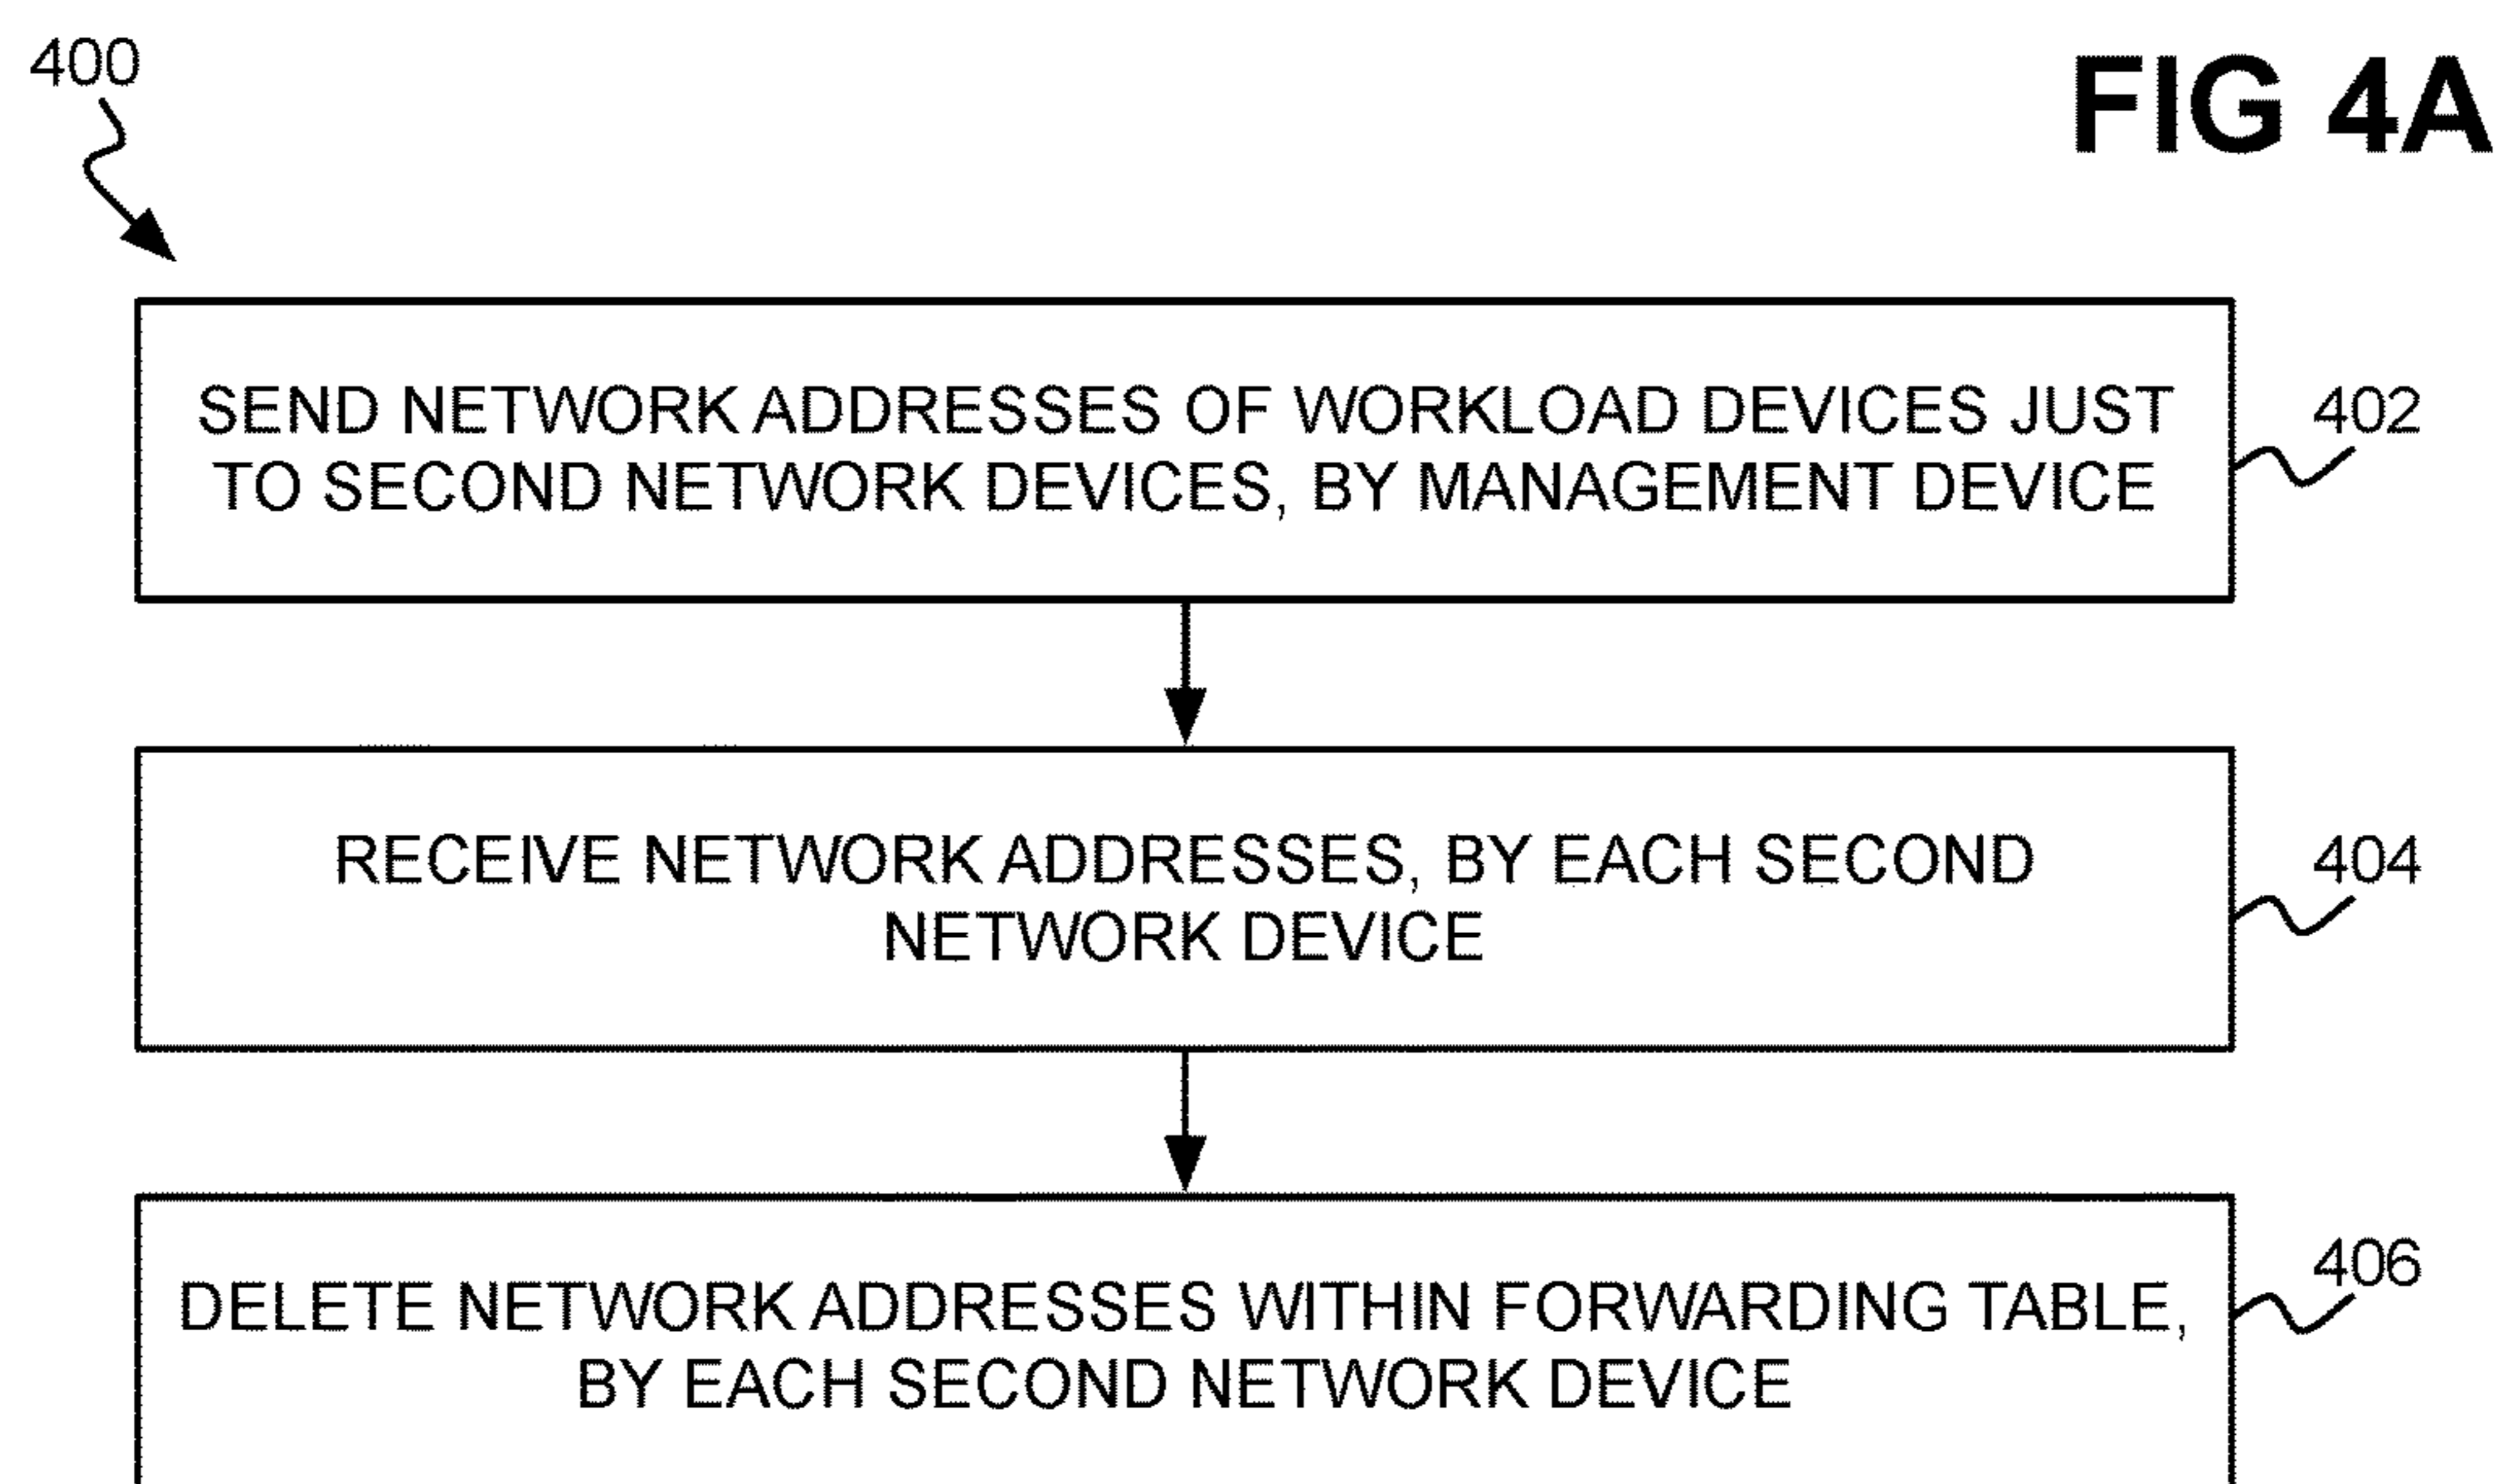 400
FIG 4A
SEND NETWORK ADDRESSES OF WORKLOAD DEVICES JUST
TO SECOND NETWORK DEVICES, BY MANAGEMENT DEVICE
402
RECEIVE NETWORK ADDRESSES, BY EACH SECOND
NETWORK DEVICE
404
DELETE NETWORK ADDRESSES WITHIN FORWARDING TABLE,
BY EACH SECOND NETWORK DEVICE
406